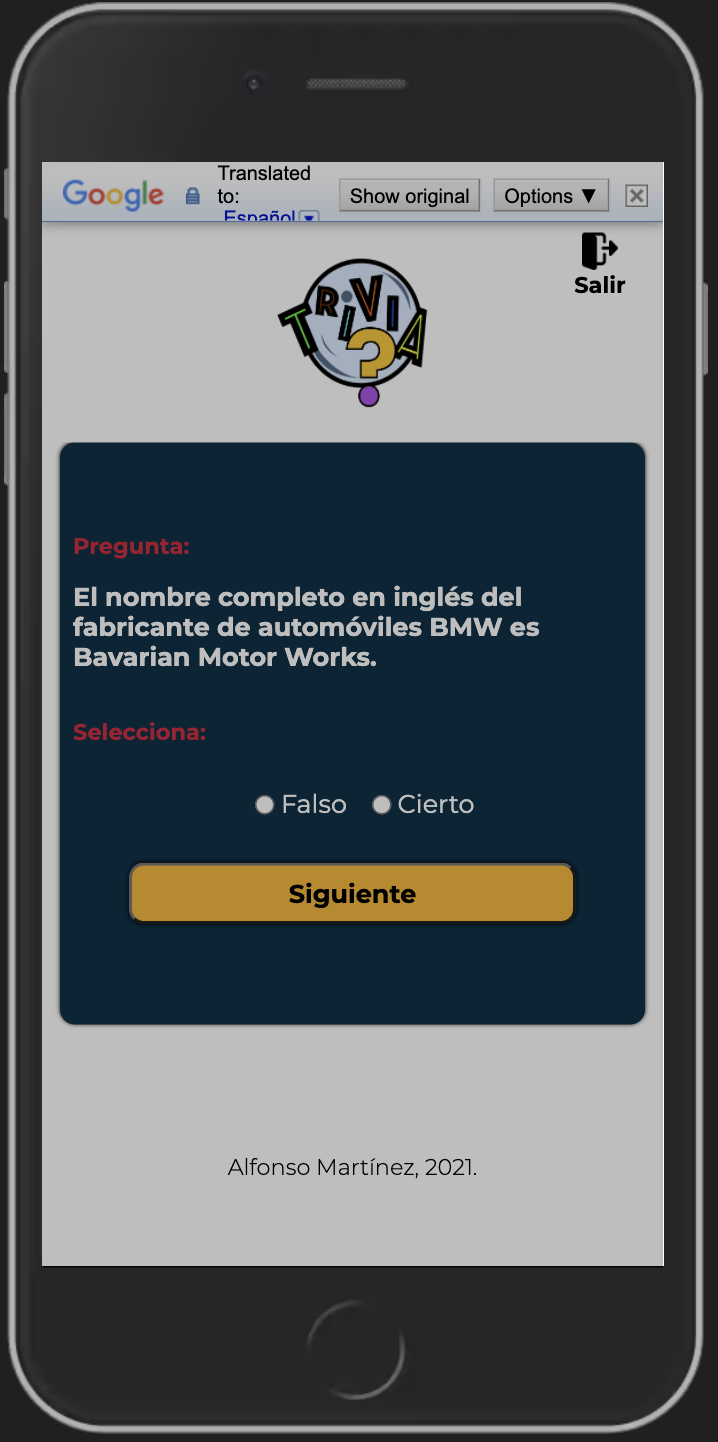 Google
Translated
to:
Español
Show original
Options ▼
Salir
TRIVIA
?
Pregunta:
El nombre completo en inglés del
fabricante de automóviles BMW es
Bavarian Motor Works.
Selecciona:
Falso Cierto
Siguiente
Alfonso Martínez, 2021.